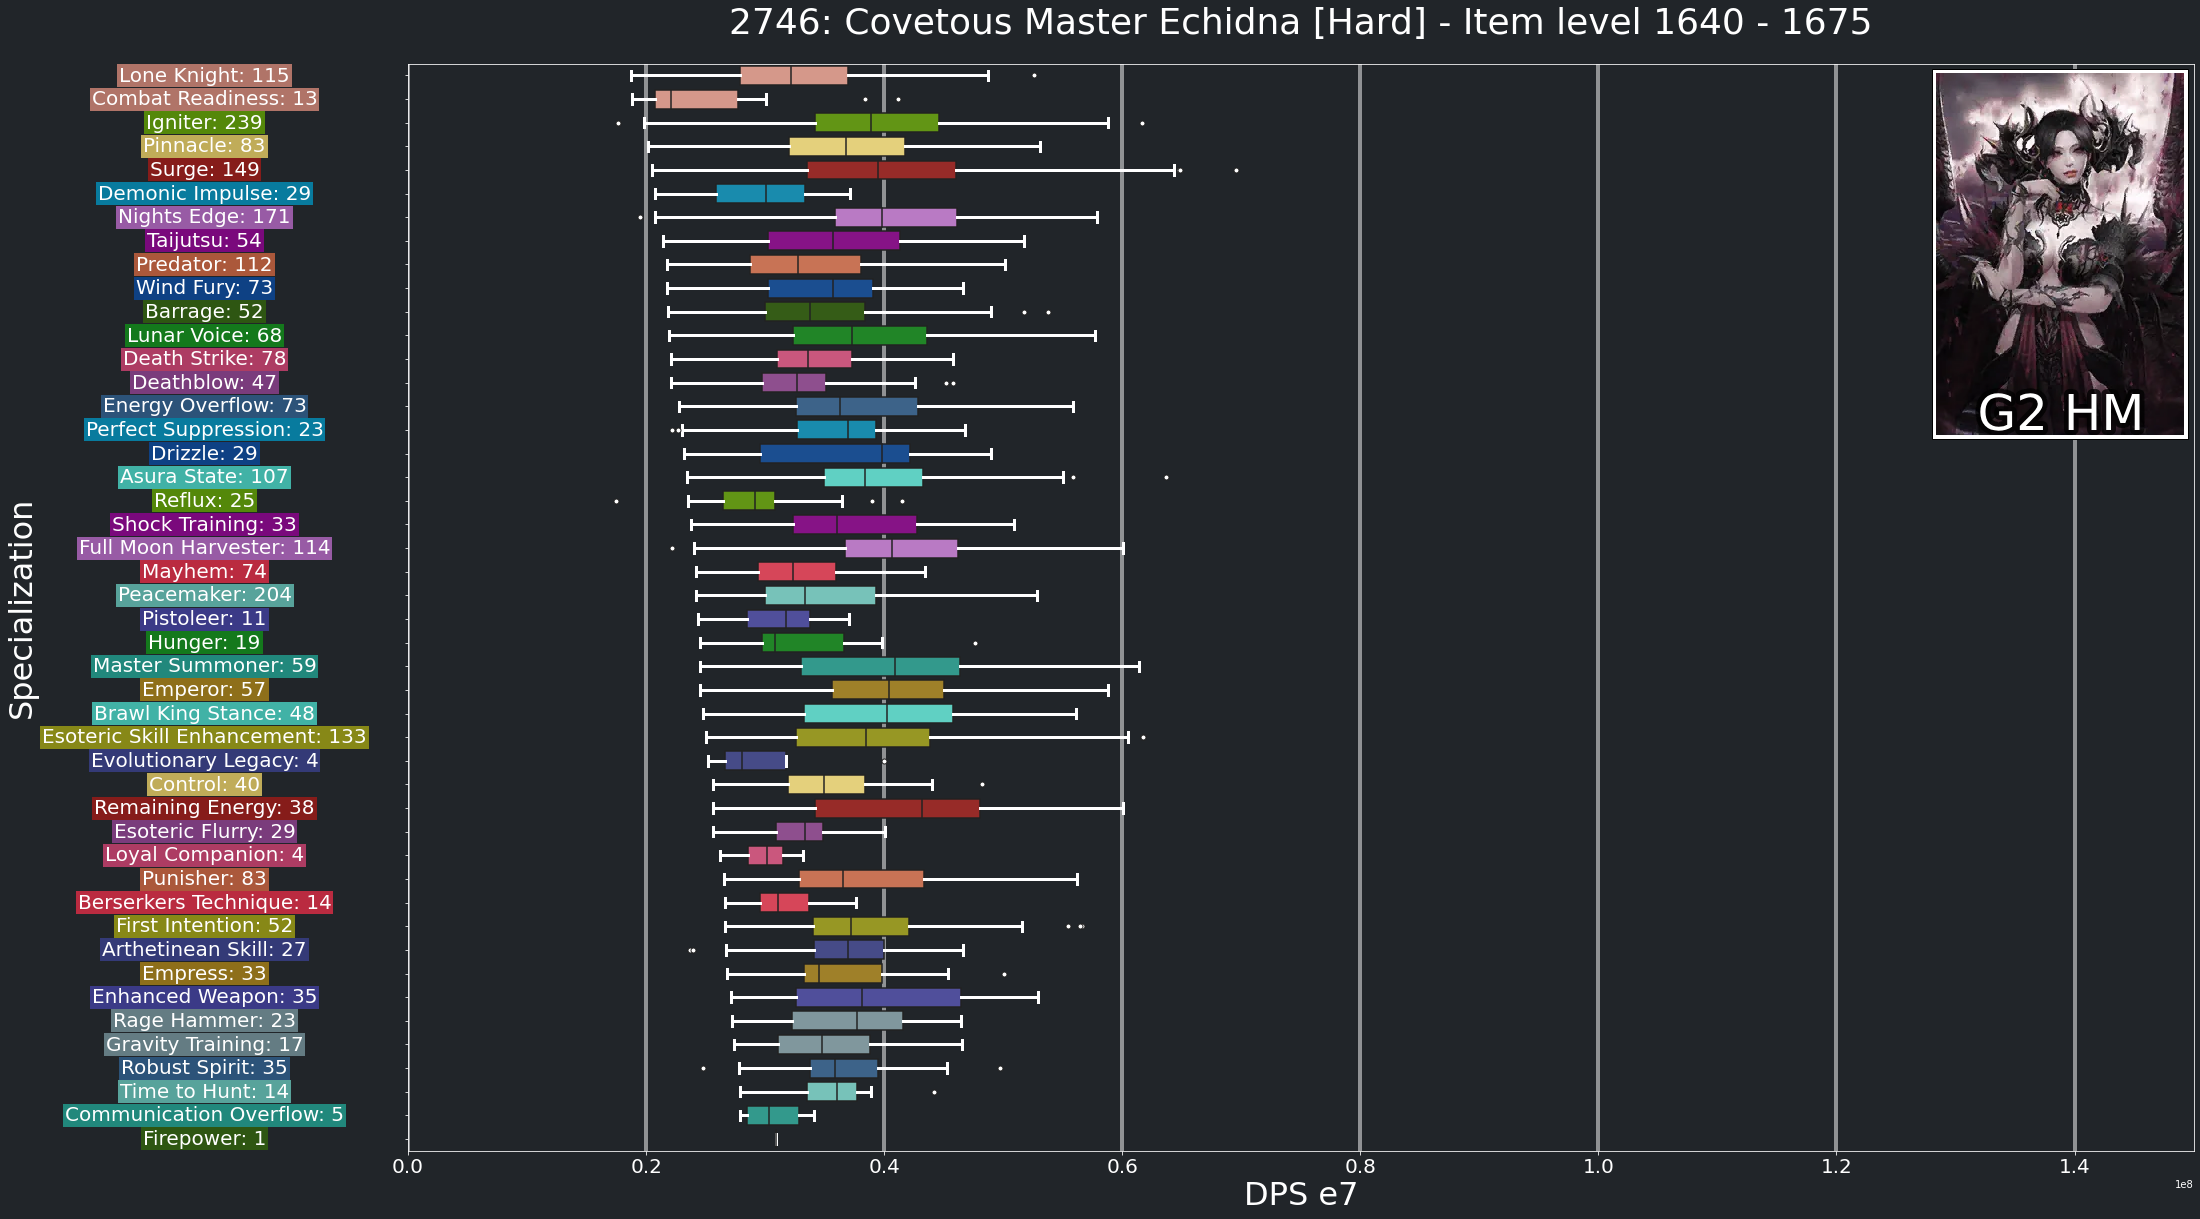 2746: Covetous Master Echidna [Hard] - Item level 1640 - 1675
Lone Knight: 115
Combat Readiness: 13
Igniter: 239
Pinnacle: 83
Surge: 149
Demonic Impulse: 29
Nights Edge: 171
Taijutsu: 54
Predator: 112
Wind Fury: 73
Barrage: 52
Lunar Voice: 68
Death Strike: 78
Deathblow: 47
Energy Overflow: 73
Perfect Suppression: 23
Drizzle: 29
Asura State: 107
Reflux: 25
Shock Training: 33
Full Moon Harvester: 114
Mayhem: 74
Peacemaker: 204
Pistoleer: 11
Hunger: 19
Master Summoner: 59
Emperor: 57
Brawl King Stance: 48
Esoteric Skill Enhancement: 133
Evolutionary Legacy: 4
Control: 40
Remaining Energy: 38
Esoteric Flurry: 29
Loyal Companion: 4
Punisher: 83
Berserkers Technique: 14
First Intention: 52
Arthetinean Skill: 27
Empress: 33
Enhanced Weapon: 35
Rage Hammer: 23
Gravity Training: 17
Robust Spirit: 35
Time to Hunt: 14
Communication Overflow: 5
Firepower: 1
Specialization
G2 HM
0.0 0.2 0.4 0.6 0.8 1.0 1.2 1.4
1e8
DPS e7